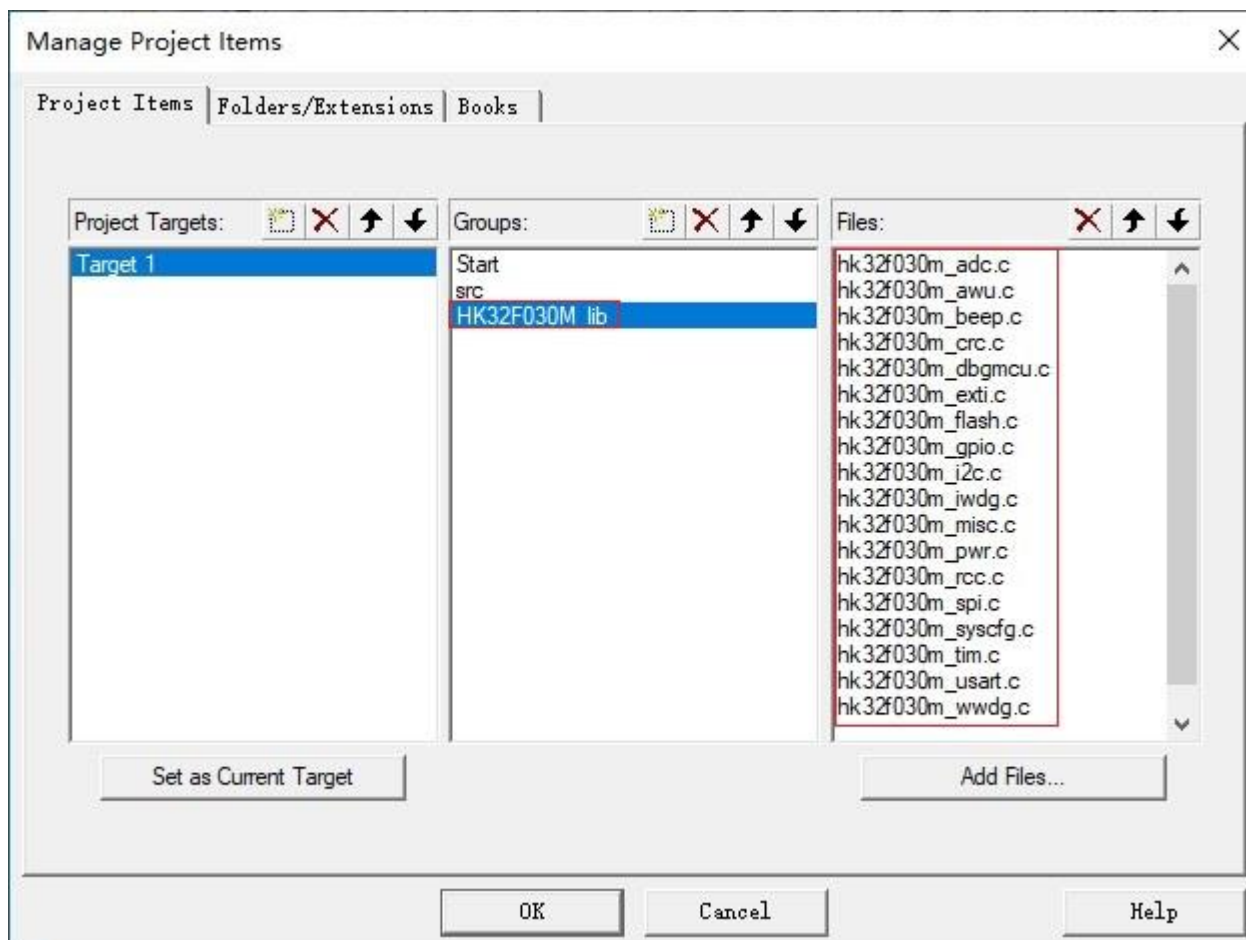 Manage Project Items
Project Items
Folders/Extensions
Books
Project Targets:
Groups:
Files:
Target 1
Start
src
HK32F030M_lib
hk32f030m_adc.c
hk32f030m_awu.c
hk32f030m_beep.c
hk32f030m_crc.c
hk32f030m_dbgmcu.c
hk32f030m_exti.c
hk32f030m_flash.c
hk32f030m_gpio.c
hk32f030m_i2c.c
hk32f030m_iwdg.c
hk32f030m_misc.c
hk32f030m_pwr.c
hk32f030m_rcc.c
hk32f030m_spi.c
hk32f030m_syscfg.c
hk32f030m_tim.c
hk32f030m_usart.c
hk32f030m_wwdg.c
Set as Current Target
Add Files...
OK
Cancel
Help